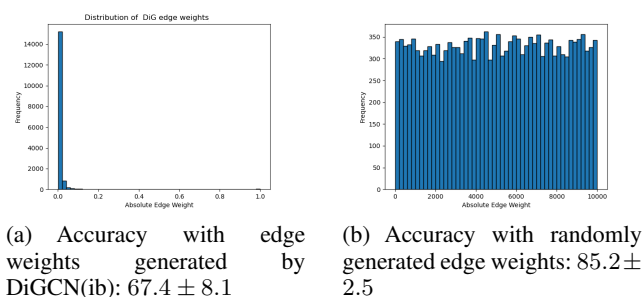 Distribution of DiG edge weights
14000
12000
10000
8000
6000
4000
2000
0
Frequency
0.0 0.2 0.4 0.6 0.8 1.0
Absolute Edge Weight
350
300
250
200
150
100
50
0
Frequency
0 2000 4000 6000 8000 10000
Absolute Edge Weight
(a) Accuracy with edge
weights generated by
DiGCN(ib): 67.4 ± 8.1
(b) Accuracy with randomly
generated edge weights: 85.2±
2.5